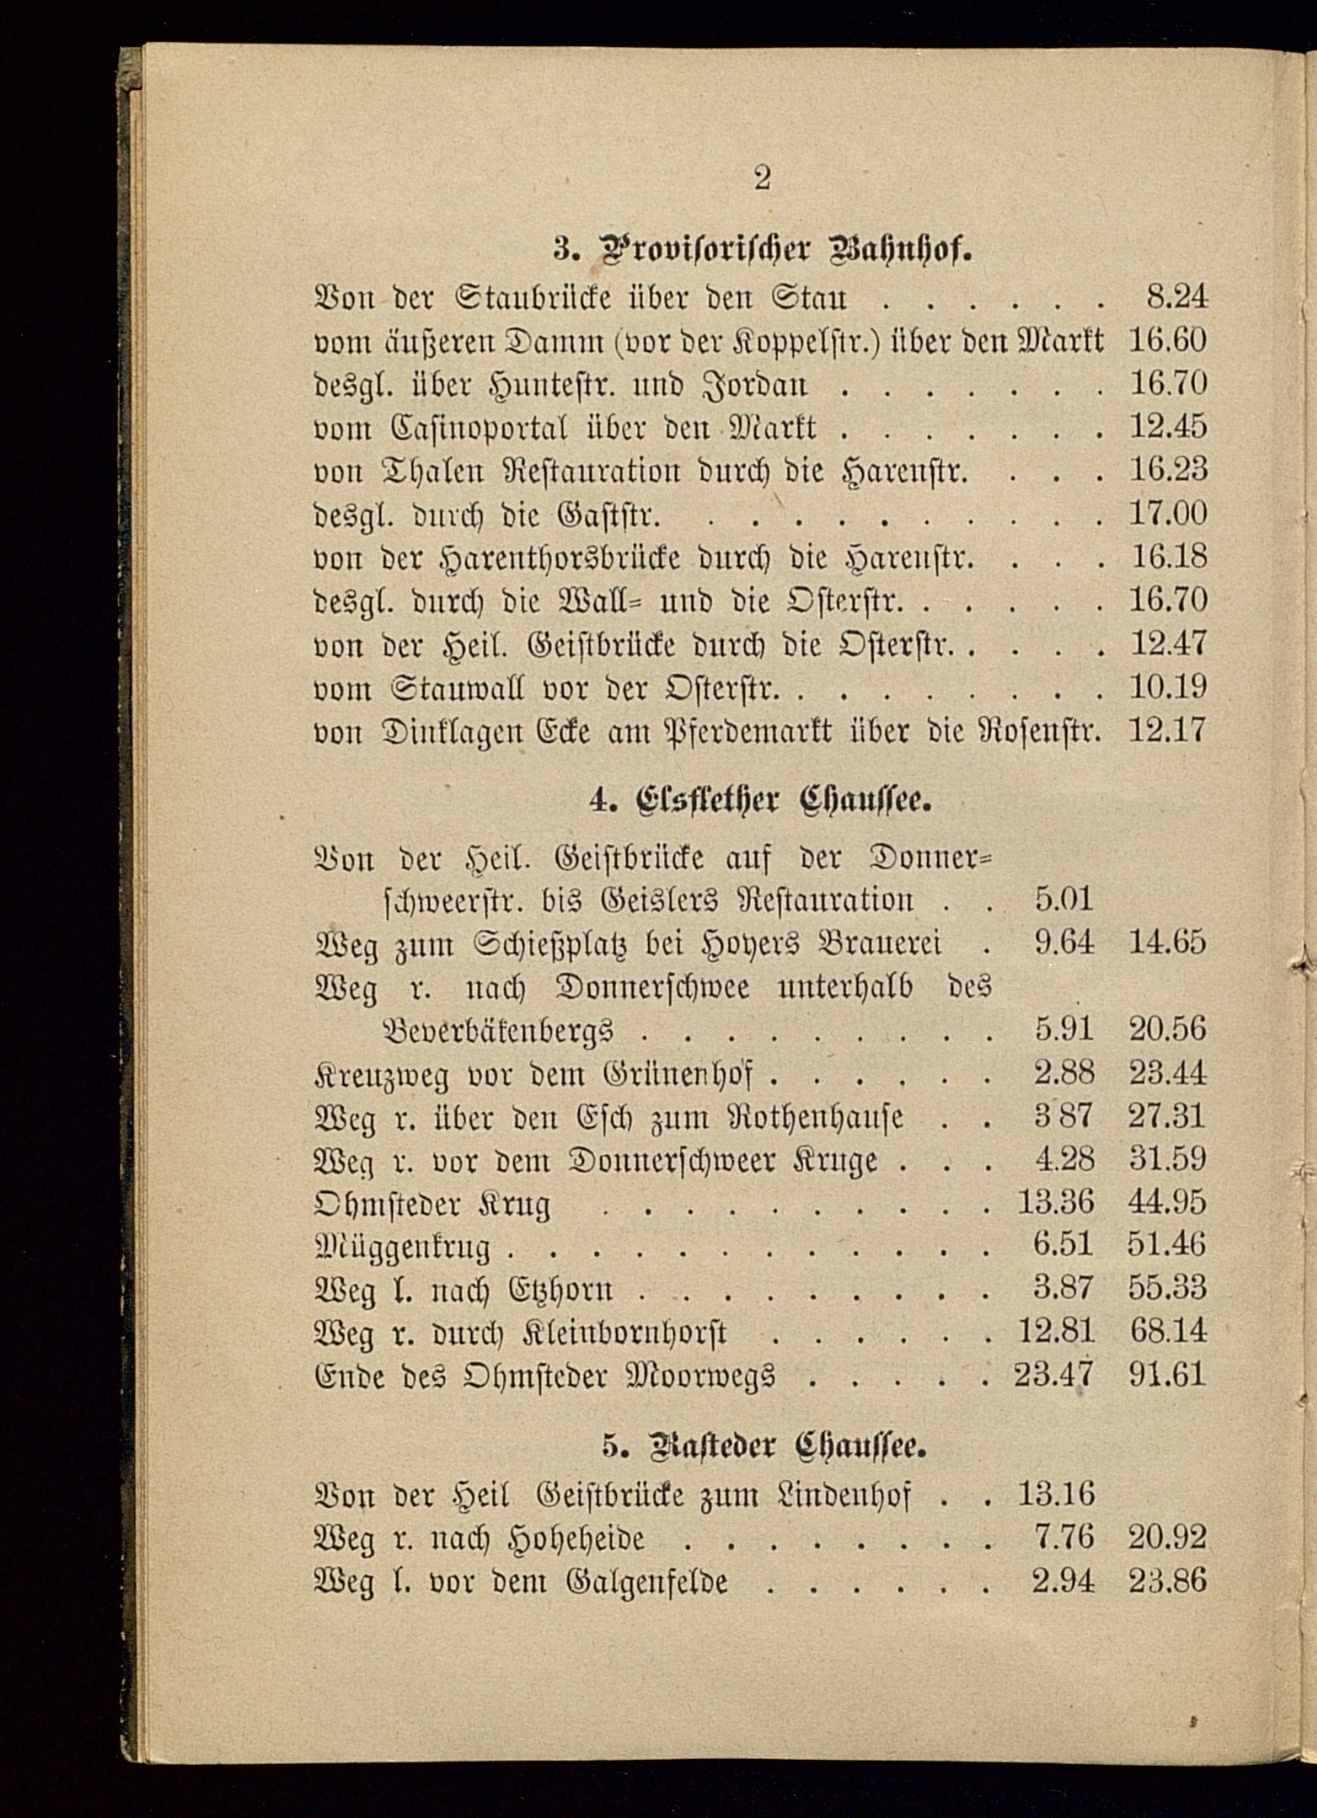 2
3. Provisorischer Bahnhof.
Von der Staubrücke über den Stau . . . . . . 8.24
vom äußeren Damm (vor der Koppelstr.) über den Markt 16.60
desgl. über Huntestr. und Jordan . . . . . . . 16.70
vom Casinoportal über den Markt . . . . . . . 12.45
von Thalen Restauration durch die Harenstr. . . . 16.23
desgl. durch die Gaststr. . . . . . . . . . . 17.00
von der Harenthorsbrücke durch die Harenstr. . . . 16.18
desgl. durch die Wall- und die Osterstr. . . . . . 16.70
von der Heil. Geistbrücke durch die Osterstr. . . . . 12.47
vom Stauwall vor der Osterstr. . . . . . . . . 10.19
von Dinklagen Ecke am Pferdemarkt über die Rosenstr. 12.17
4. Elsflether Chaussee.
Von der Heil. Geistbrücke auf der Donner-
schweerstr. bis Geislers Restauration . . 5.01
Weg zum Schießplatz bei Hoyers Brauerei . 9.64 14.65
Weg r. nach Donnerschwee unterhalb des
Beverbäkenbergs . . . . . . . . . 5.91 20.56
Kreuzweg vor dem Grünenhof . . . . . . 2.88 23.44
Weg r. über den Esch zum Rothenhause . . 3 87 27.31
Weg r. vor dem Donnerschweer Kruge . . . 4.28 31.59
Ohmsteder Krug . . . . . . . . . . 13.36 44.95
Müggenkrug . . . . . . . . . . . . 6.51 51.46
Weg l. nach Etzhorn . . . . . . . . . 3.87 55.33
Weg r. durch Kleinbornhorst . . . . . . 12.81 68.14
Ende des Ohmsteder Moorwegs . . . . . 23.47 91.61
5. Rasteder Chaussee.
Von der Heil Geistbrücke zum Lindenhof . . 13.16
Weg r. nach Hoheheide . . . . . . . . 7.76 20.92
Weg l. vor dem Galgenfelde . . . . . . 2.94 23.86